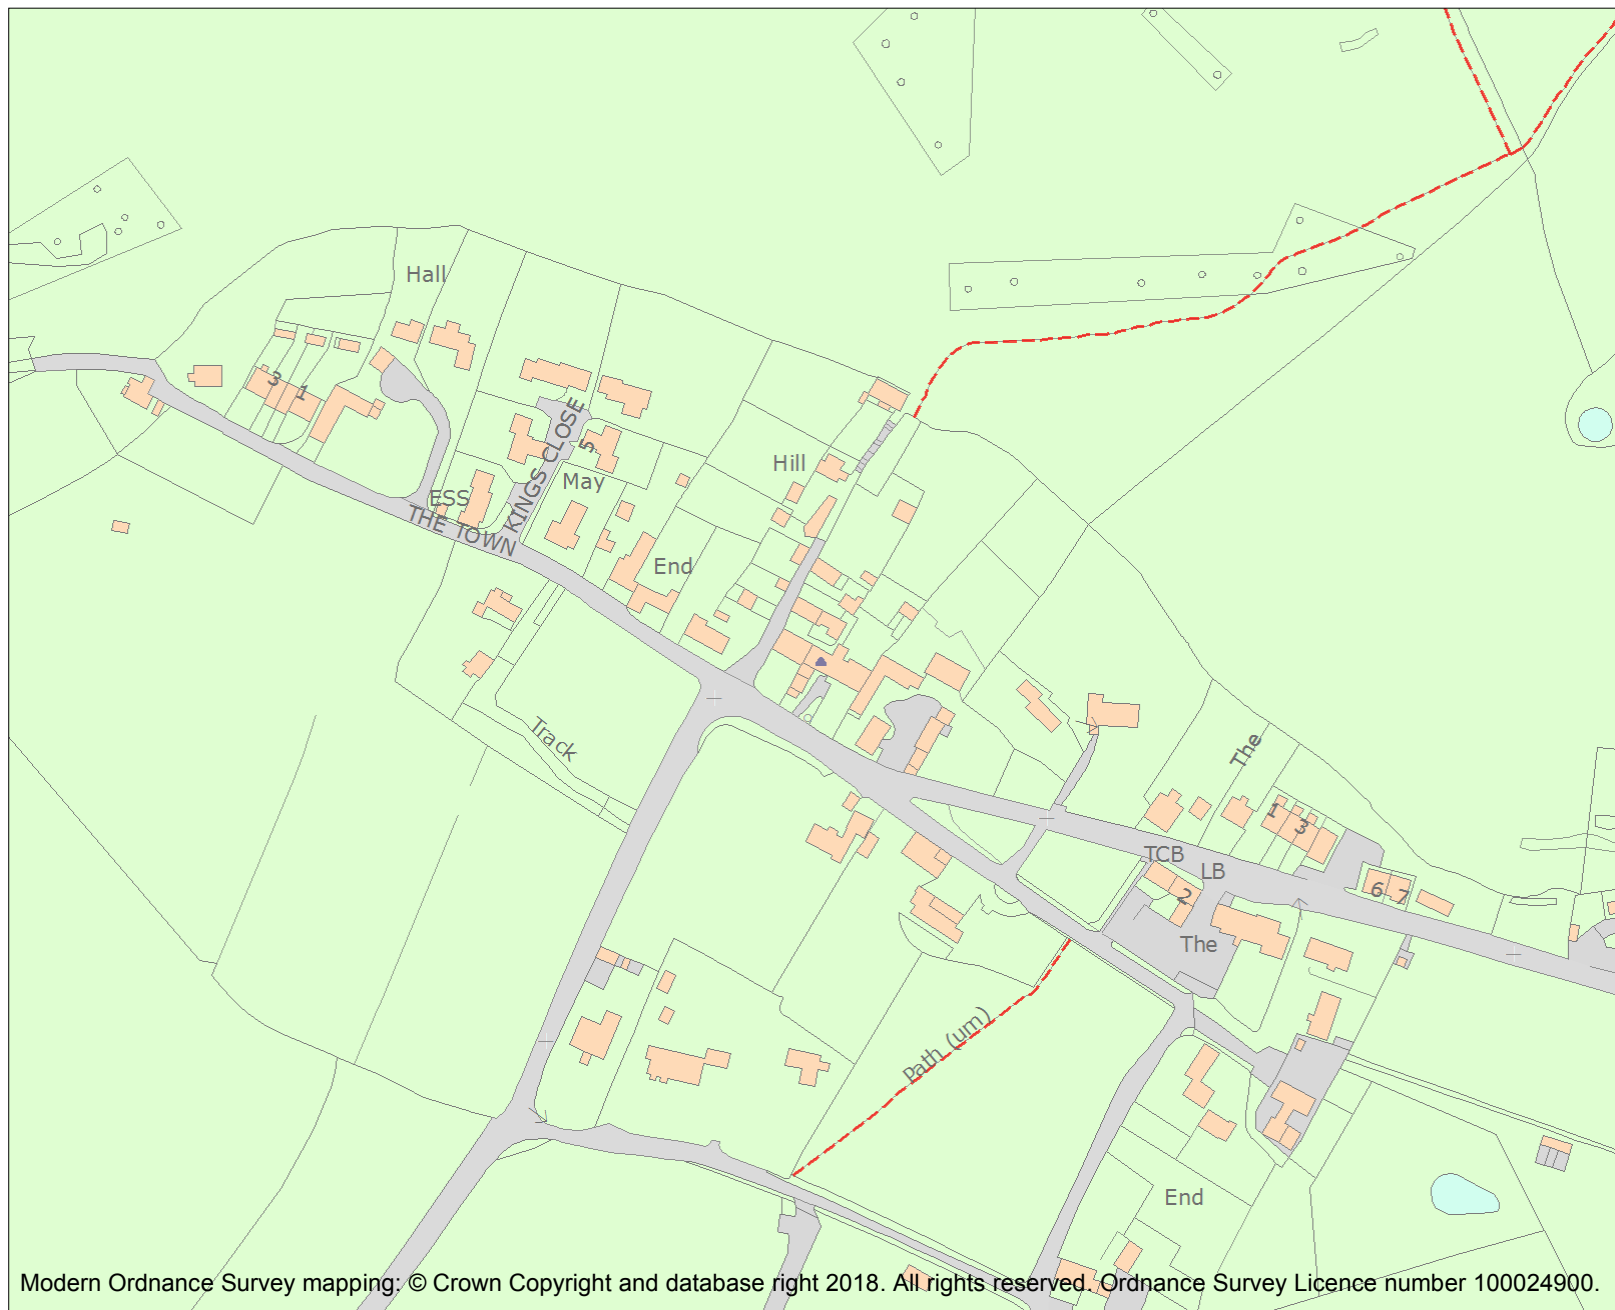 Hall
3
1
KINGS CLOSE
5
Hill
May
ESS
THE TOWN
End
Track
The
1
3
TCB
LB
2
6
7
The
Path (um)
End
Modern Ordnance Survey mapping: © Crown Copyright and database right 2018. All rights reserved. Ordnance Survey Licence number 100024900.